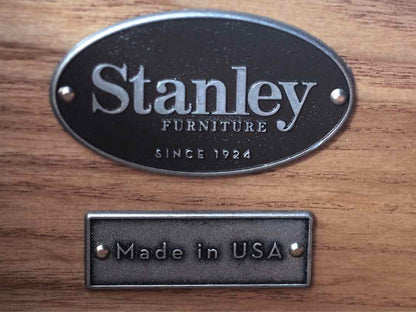 Stanley
FURNITURE
SINCE 1924
Made in USA